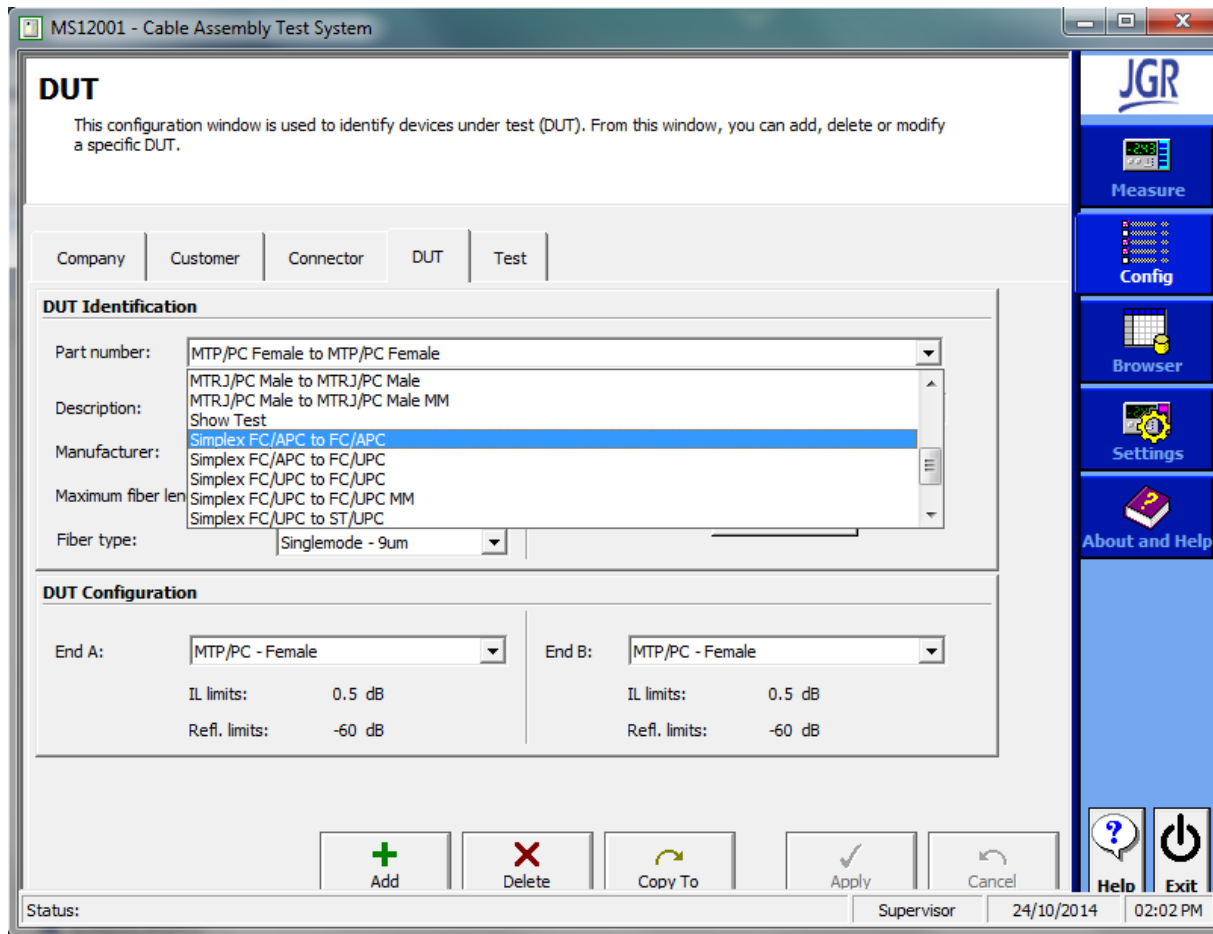 MS12001 - Cable Assembly Test System
DUT
This configuration window is used to identify devices under test (DUT). From this window, you can add, delete or modify
a specific DUT.
JGR
Measure
Config
Browser
Settings
About and Help
Company Customer Connector DUT Test
DUT Identification
Part number: MTP/PC Female to MTP/PC Female
MTRJ/PC Male to MTRJ/PC Male
MTRJ/PC Male to MTRJ/PC Male MM
Description:
Show Test
Simplex FC/APC to FC/APC
Manufacturer:
Simplex FC/APC to FC/UPC
Simplex FC/UPC to FC/UPC
Maximum fiber len
Simplex FC/UPC to FC/UPC MM
Simplex FC/UPC to ST/UPC
Fiber type: Singlemode - 9um
DUT Configuration
End A: MTP/PC - Female End B: MTP/PC - Female
IL limits: 0.5 dB IL limits: 0.5 dB
Refl. limits: -60 dB Refl. limits: -60 dB
Add Delete Copy To Apply Cancel
Help Exit
Status: Supervisor 24/10/2014 02:02 PM